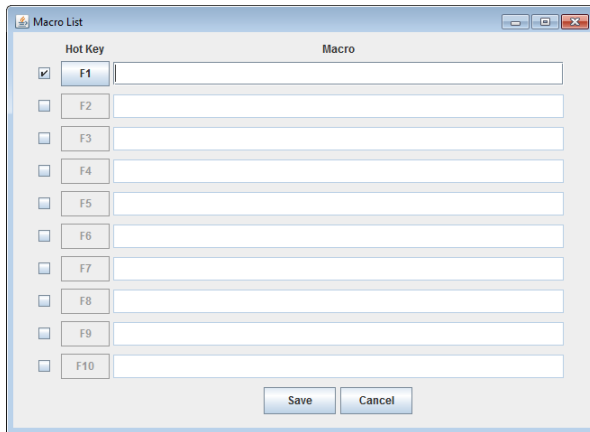 Macro List
Hot Key Macro
F1
F2
F3
F4
F5
F6
F7
F8
F9
F10
Save Cancel